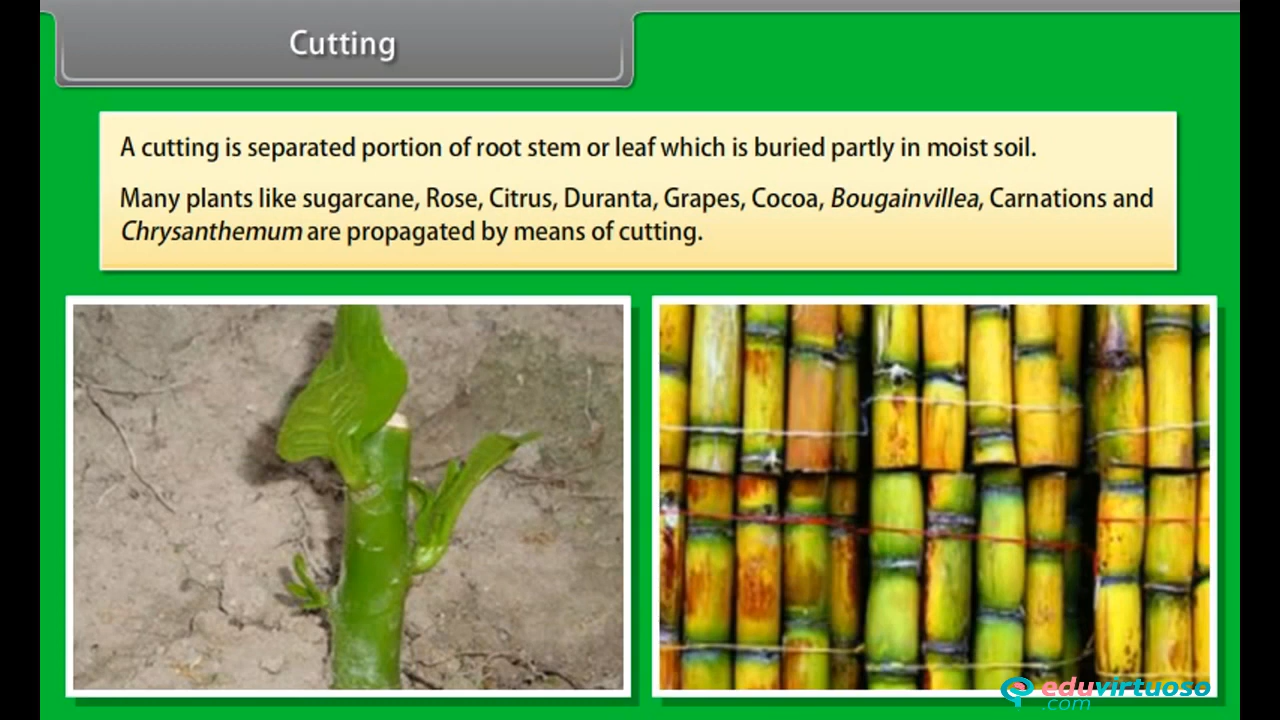 Cutting
A cutting is separated portion of root stem or leaf which is buried partly in moist soil.
Many plants like sugarcane, Rose, Citrus, Duranta, Grapes, Cocoa, Bougainvillea, Carnations and
Chrysanthemum are propagated by means of cutting.
eduvirtuoso
.com